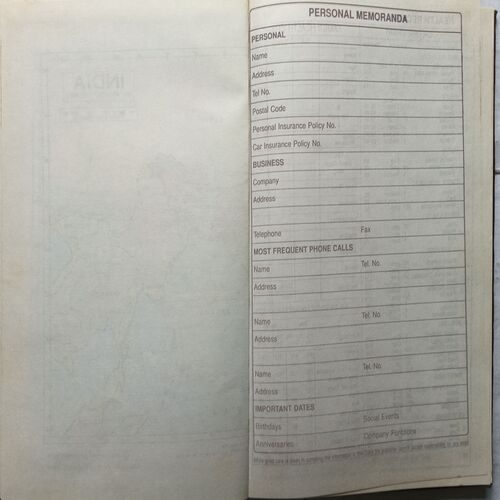 PERSONAL MEMORANDA
PERSONAL
Name
Address
Tel No.
Postal Code
Personal Insurance Policy No.
Car Insurance Policy No.
BUSINESS
Company
Address
Telephone Fax
MOST FREQUENT PHONE CALLS
Name Tel. No.
Address
Name Tel. No.
Address
Name Tel. No.
Address
IMPORTANT DATES
Birthdays Social Events
Anniversaries Company Functions
INDIA